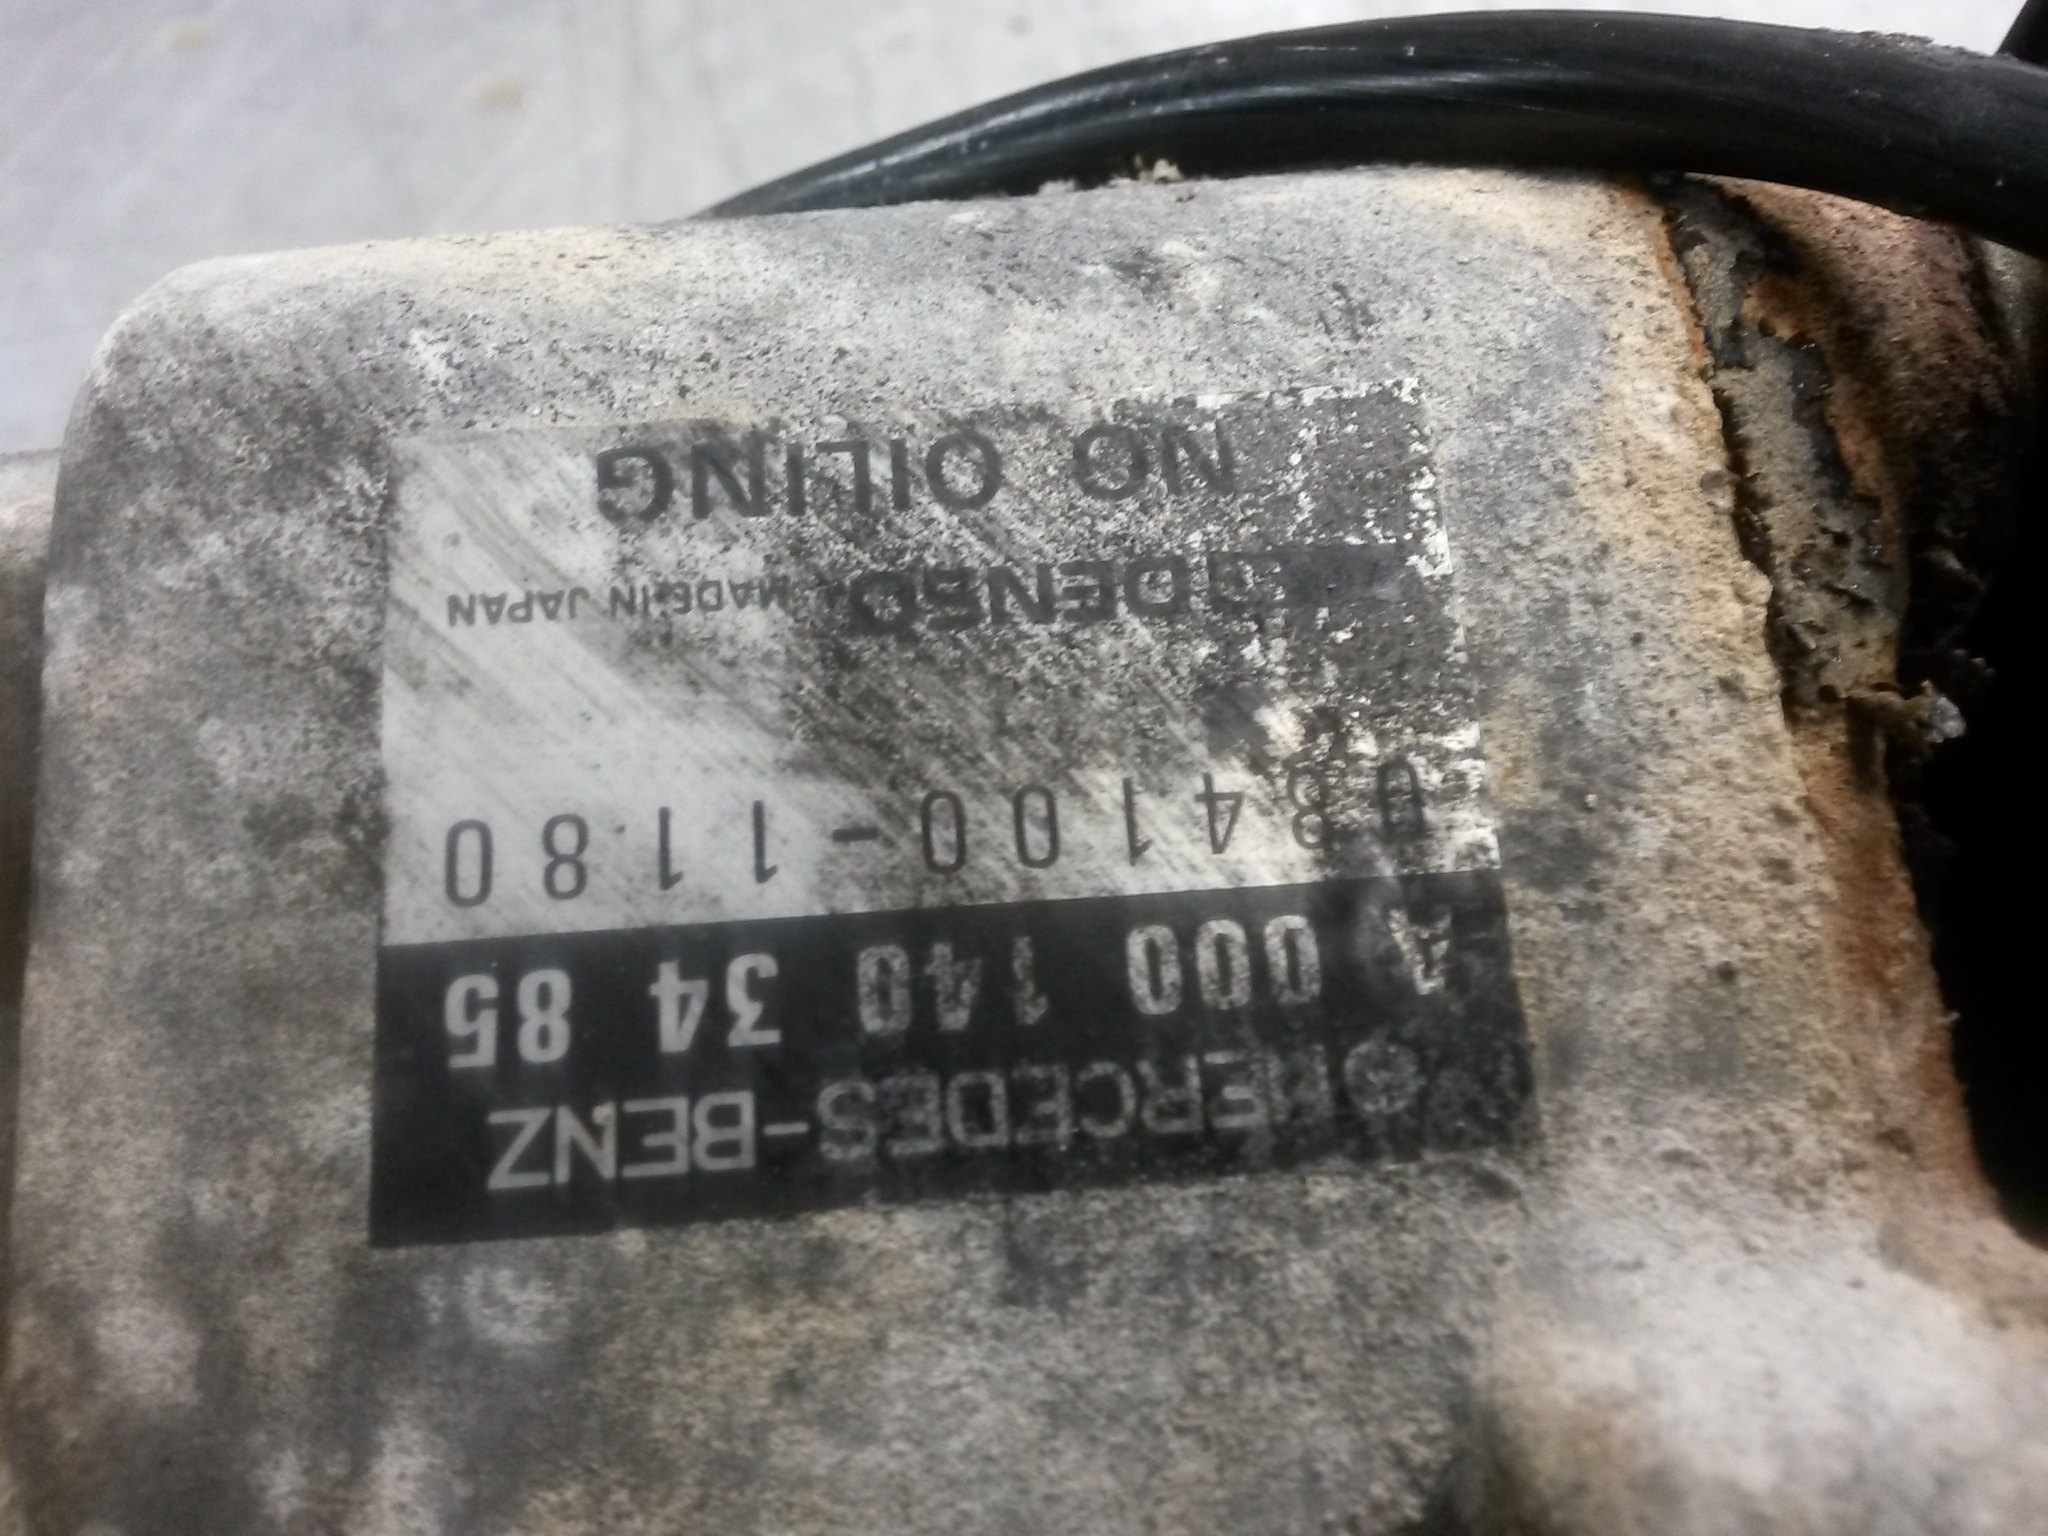 MERCEDES-BENZ
A 000 140 34 85
084100-1180
DENSO MADE IN JAPAN
NO OILING